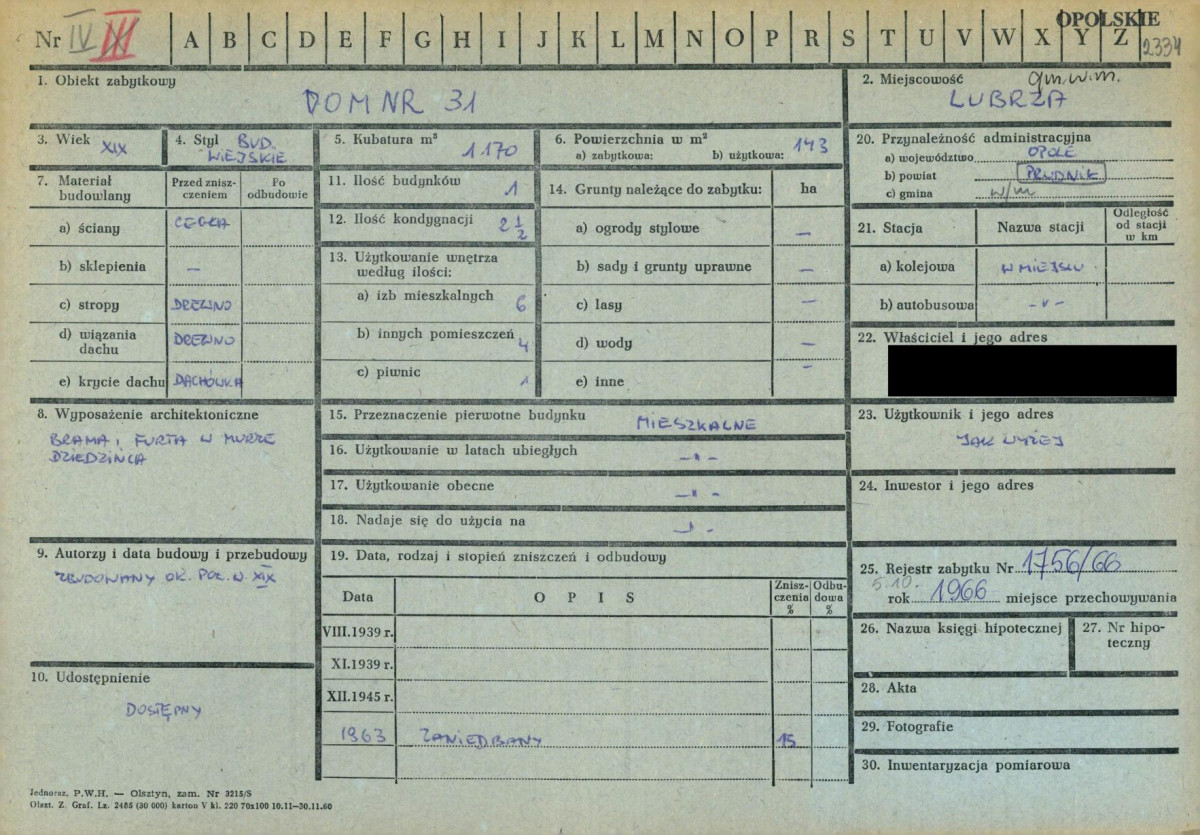 Nr IV III A B C D E F G H I J K L M N O P R S T U V W X Y Z OPOLSKIE 2334
1. Obiekt zabytkowy
DOM NR 31
2. Miejscowość gm.w.m.
LUBRZA
3. Wiek XIX
4. Styl BUD. WIEJSKIE
5. Kubatura m³ 1170
6. Powierzchnia w m²
a) zabytkowa: b) użytkowa: 143
7. Materiał budowlany
Przed zniszczeniem
Po odbudowie
a) ściany CEGŁA
b) sklepienia —
c) stropy DREWNO
d) wiązania dachu DREWNO
e) krycie dachu DACHÓWKA
8. Wyposażenie architektoniczne
BRAMA I FURTA W MURZE
DZIEDZIŃCA
9. Autorzy i data budowy i przebudowy
ZBUDOWANY OK. POŁ. W. XIX
10. Udostępnienie
DOSTĘPNY
11. Ilość budynków 1
12. Ilość kondygnacji 2 1/2
13. Użytkowanie wnętrza
według ilości:
a) izb mieszkalnych 6
b) innych pomieszczeń 4
c) piwnic 1
14. Grunty należące do zabytku: ha
a) ogrody stylowe —
b) sady i grunty uprawne —
c) lasy —
d) wody —
e) inne -
15. Przeznaczenie pierwotne budynku MIESZKALNE
16. Użytkowanie w latach ubiegłych -"-
17. Użytkowanie obecne -"-
18. Nadaje się do użycia na -"-
19. Data, rodzaj i stopień zniszczeń i odbudowy
Data OPIS Zniszczenia % Odbudowa %
VIII.1939 r.
XI.1939 r.
XII.1945 r.
1963 ZANIEDBANY 15
20. Przynależność administracyjna
a) województwo OPOLE
b) powiat PRUDNIK
c) gmina w/m
21. Stacja Nazwa stacji Odległość od stacji w km
a) kolejowa W MIEJSCU
b) autobusowa -"-
22. Właściciel i jego adres
23. Użytkownik i jego adres
JAK WYŻEJ
24. Inwestor i jego adres
25. Rejestr zabytku Nr 1756/66
5.10. rok 1966 miejsce przechowywania
26. Nazwa księgi hipotecznej
27. Nr hipoteczny
28. Akta
29. Fotografie
30. Inwentaryzacja pomiarowa
Jednoraz. P.W.H. — Olsztyn, zam. Nr 3215/S
Olszt. Z. Graf. Lz. 2485 (30 000) karton V kl. 220 70x100 10.11—30.11.60